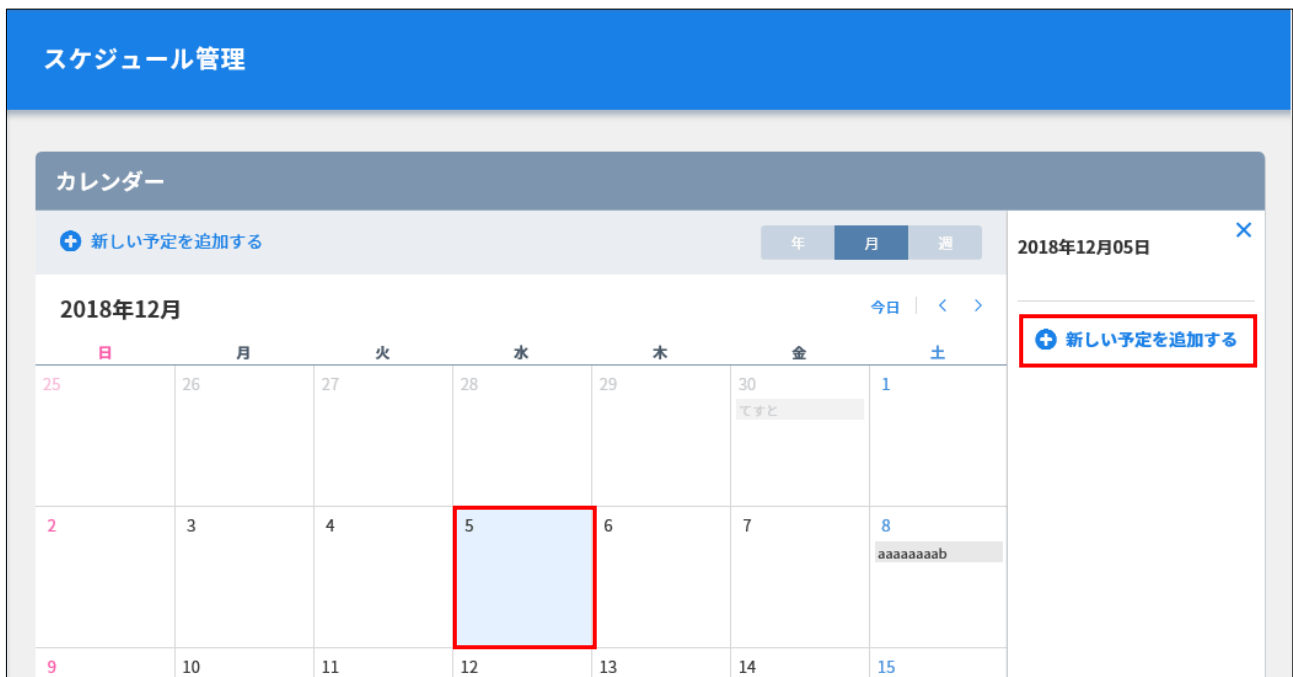 スケジュール管理
カレンダー
新しい予定を追加する
年 月 週
2018年12月05日
2018年12月
今日
新しい予定を追加する
日 月 火 水 木 金 土
25 26 27 28 29 30 1
てすと
2 3 4 5 6 7 8
aaaaaaaab
9 10 11 12 13 14 15